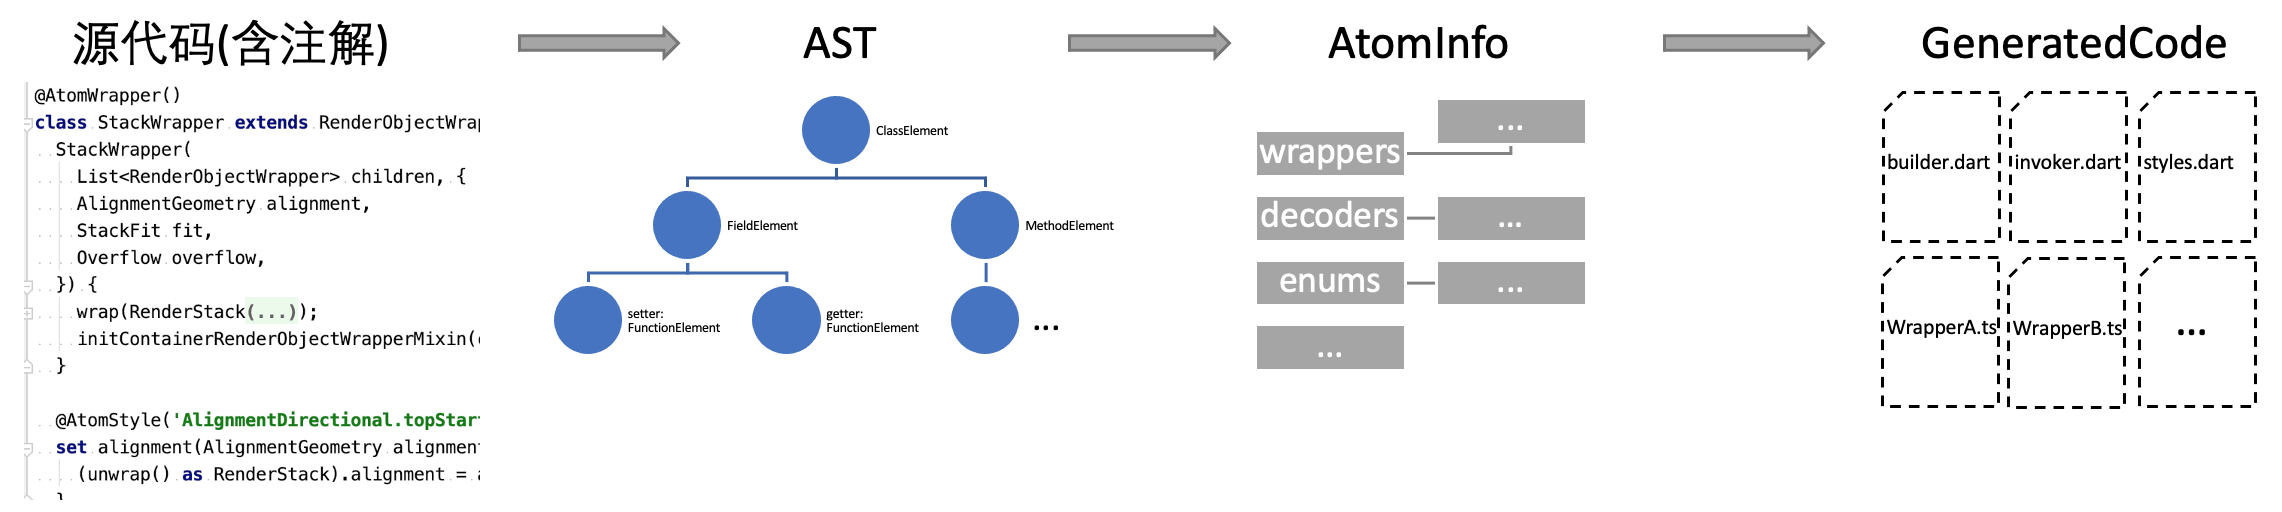 源代码(含注解)
AST
AtomInfo
GeneratedCode
@AtomWrapper()
class StackWrapper extends RenderObjectWrap
StackWrapper(
List<RenderObjectWrapper> children, {
AlignmentGeometry alignment,
StackFit fit,
Overflow overflow,
}) {
wrap(RenderStack(...));
initContainerRenderObjectWrapperMixin(
}
@AtomStyle('AlignmentDirectional.topStar
set alignment(AlignmentGeometry alignment
(unwrap() as RenderStack).alignment = a
}
ClassElement
FieldElement
MethodElement
setter:
FunctionElement
getter:
FunctionElement
...
wrappers
...
decoders
...
enums
...
...
builder.dart
invoker.dart
styles.dart
WrapperA.ts
WrapperB.ts
...